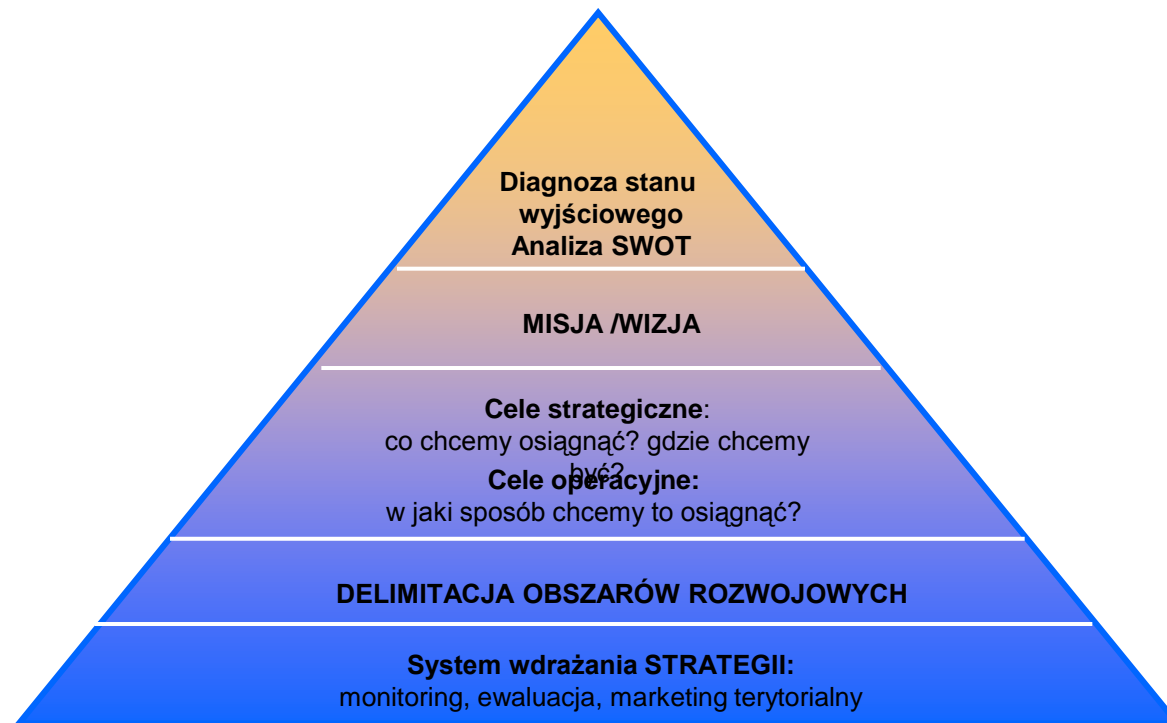 Diagnoza stanu
wyjściowego
Analiza SWOT
MISJA /WIZJA
Cele strategiczne:
co chcemy osiągnąć? gdzie chcemy
być?
Cele operacyjne:
w jaki sposób chcemy to osiągnąć?
DELIMITACJA OBSZARÓW ROZWOJOWYCH
System wdrażania STRATEGII:
monitoring, ewaluacja, marketing terytorialny